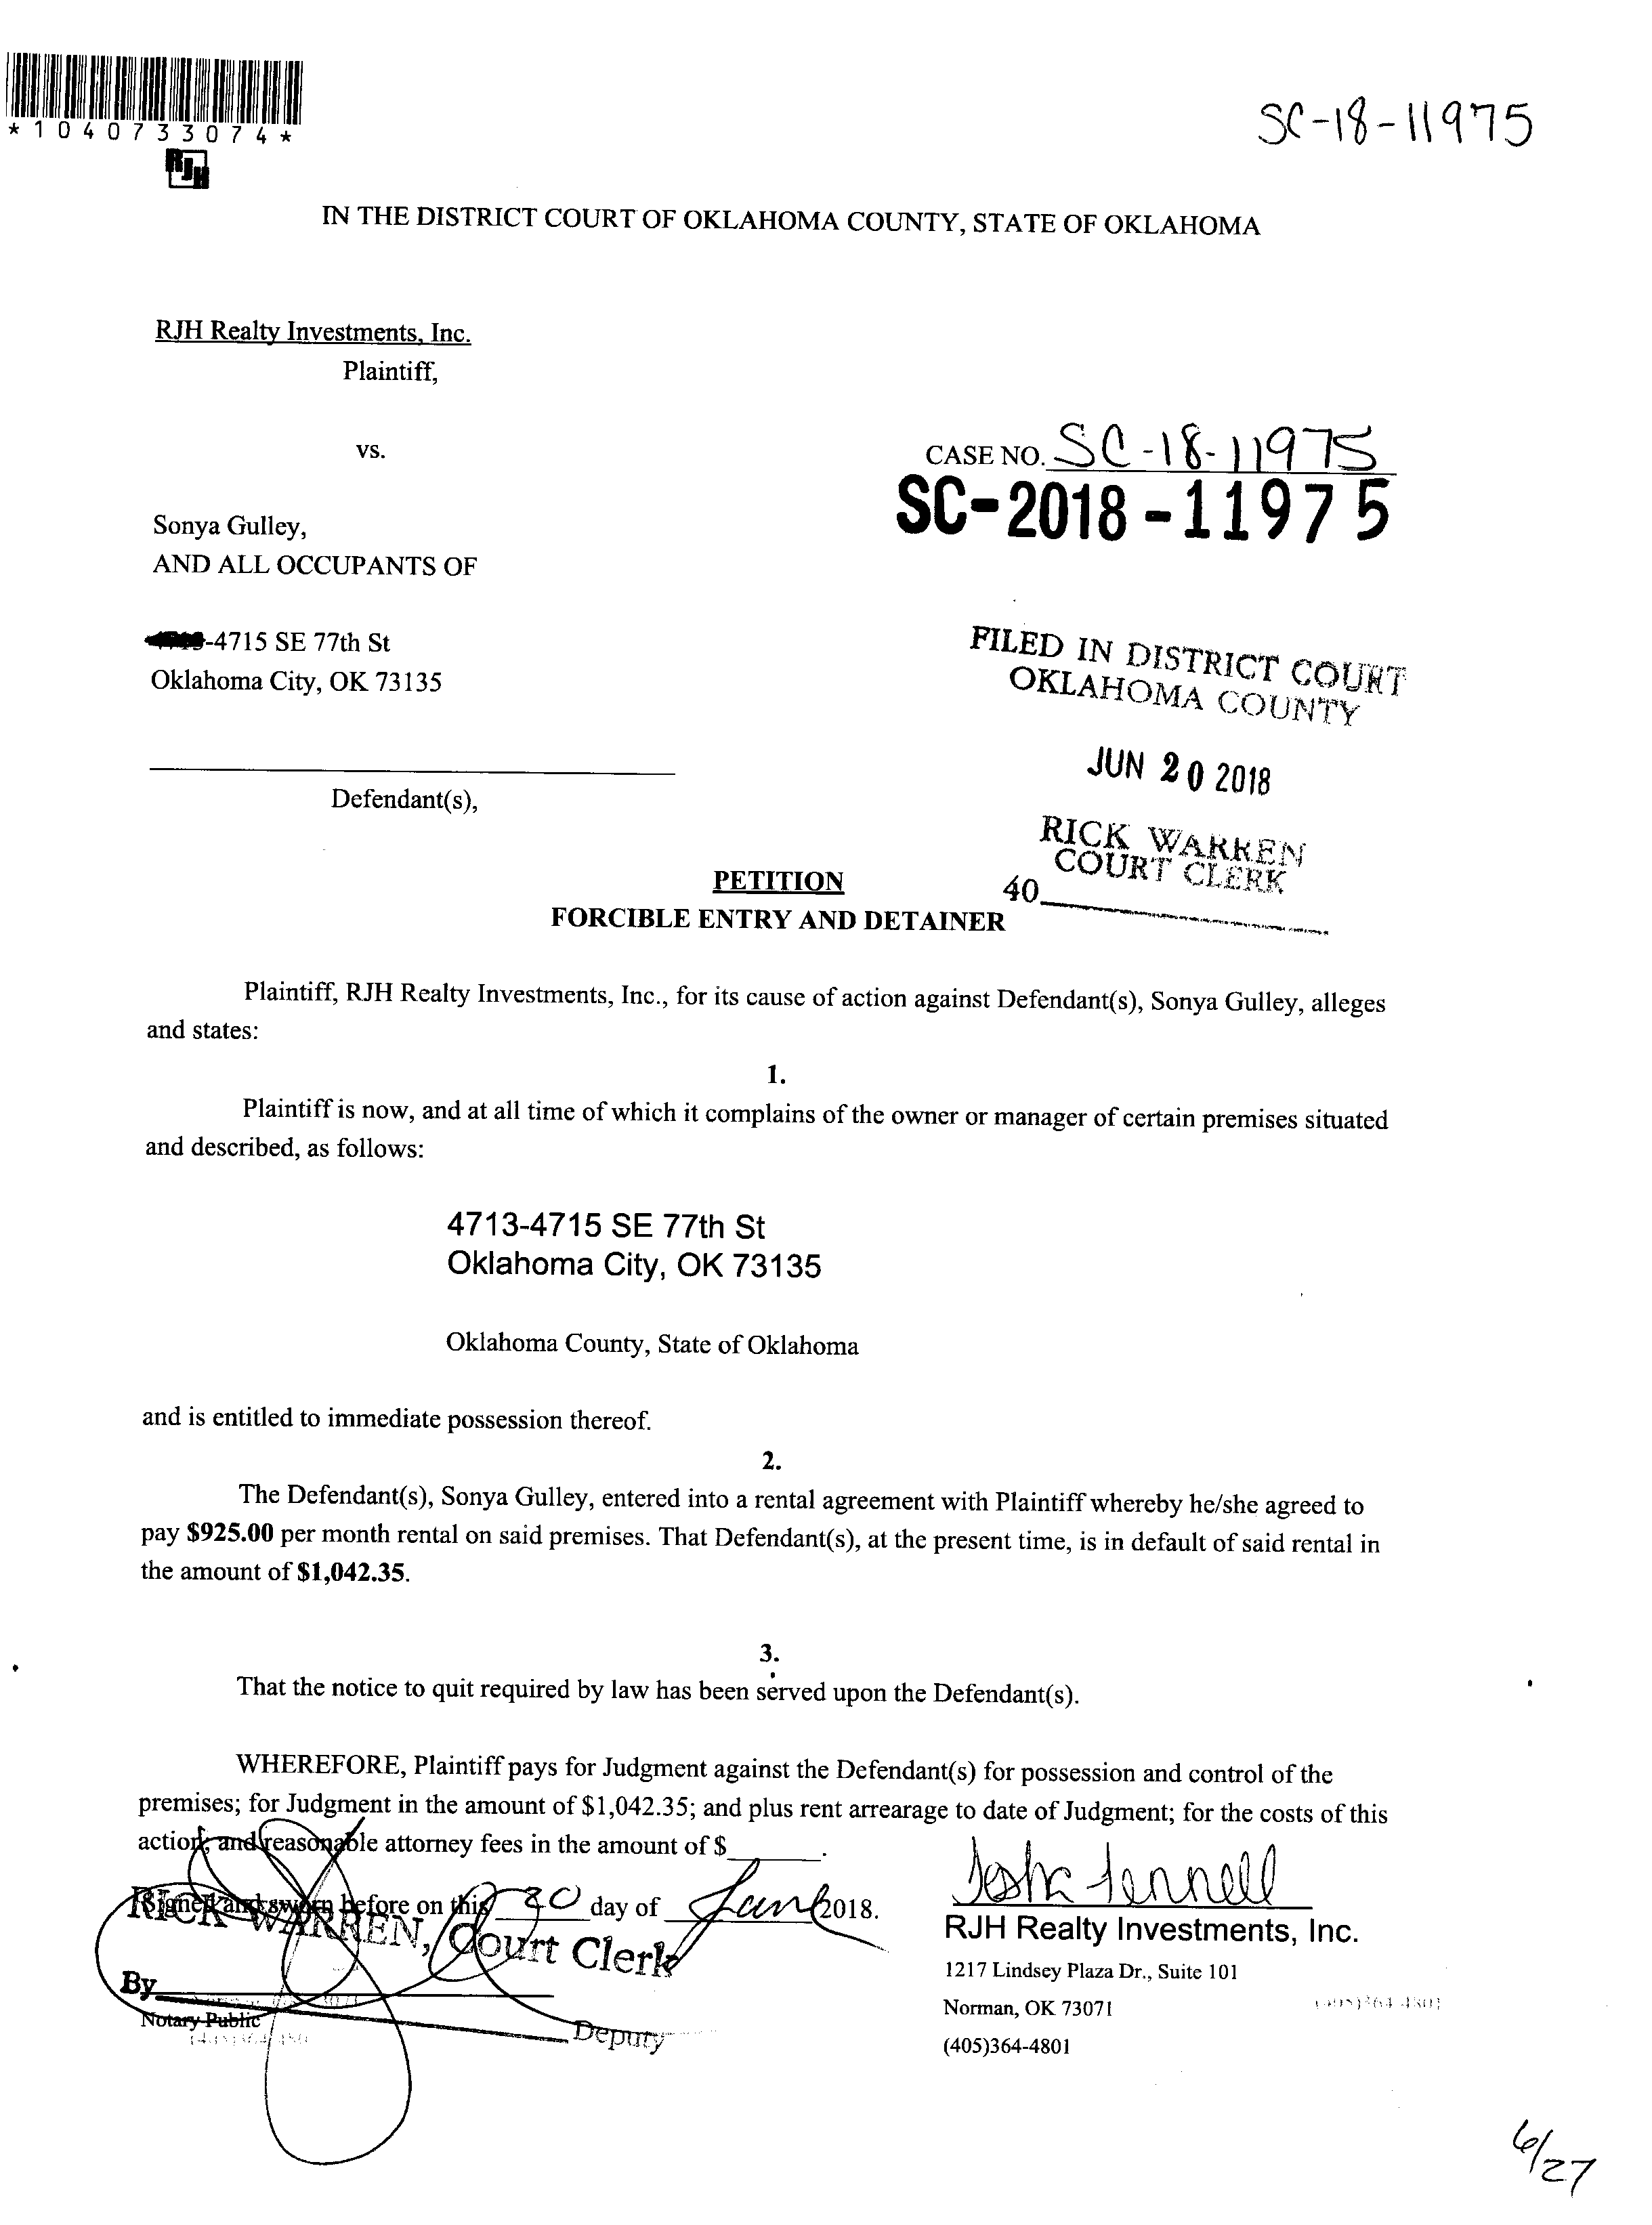 *1040733074*
SC-18-11975
RJH
IN THE DISTRICT COURT OF OKLAHOMA COUNTY, STATE OF OKLAHOMA
RJH Realty Investments, Inc.
Plaintiff,
vs.
CASE NO. SC-18-11975
SC-2018-11975
Sonya Gulley,
AND ALL OCCUPANTS OF
-4715 SE 77th St
Oklahoma City, OK 73135
FILED IN DISTRICT COURT
OKLAHOMA COUNTY
JUN 20 2018
Defendant(s),
RICK WARREN
COURT CLERK
40
PETITION
FORCIBLE ENTRY AND DETAINER
Plaintiff, RJH Realty Investments, Inc., for its cause of action against Defendant(s), Sonya Gulley, alleges
and states:
1.
Plaintiff is now, and at all time of which it complains of the owner or manager of certain premises situated
and described, as follows:
4713-4715 SE 77th St
Oklahoma City, OK 73135
Oklahoma County, State of Oklahoma
and is entitled to immediate possession thereof.
2.
The Defendant(s), Sonya Gulley, entered into a rental agreement with Plaintiff whereby he/she agreed to
pay $925.00 per month rental on said premises. That Defendant(s), at the present time, is in default of said rental in
the amount of $1,042.35.
3.
That the notice to quit required by law has been served upon the Defendant(s).
WHEREFORE, Plaintiff pays for Judgment against the Defendant(s) for possession and control of the
premises; for Judgment in the amount of $1,042.35; and plus rent arrearage to date of Judgment; for the costs of this
action; and reasonable attorney fees in the amount of $______.
Signed and sworn before on this 20 day of June 2018.
RICK WARREN, Court Clerk
By
Notary Public
Deputy
RJH Realty Investments, Inc.
1217 Lindsey Plaza Dr., Suite 101
Norman, OK 73071
(405)364-4801
(405)364-4801
6/27